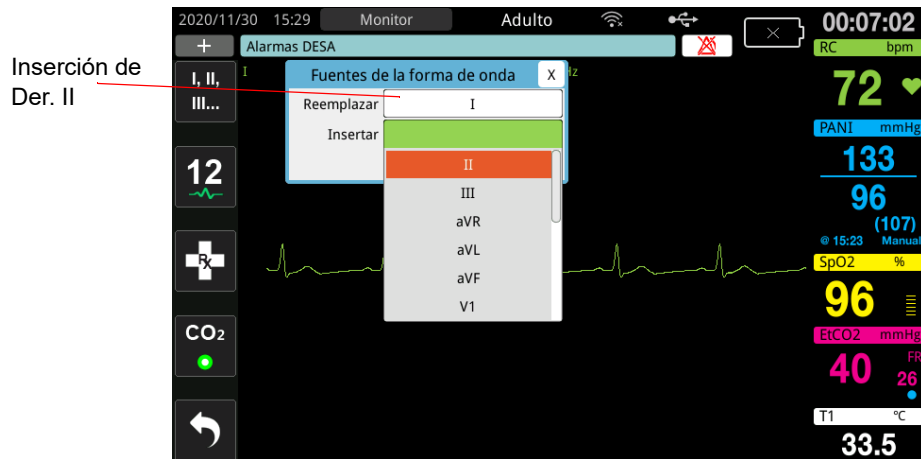 2020/11/30 15:29 Monitor Adulto 00:07:02
Alarmas DESA
Inserción de
Der. II
I, II,
III...
I
Hz
Fuentes de la forma de onda X
Reemplazar I
Insertar
II
III
aVR
aVL
aVF
V1
12
Rx
CO2
RC bpm
72
PANI mmHg
133
96
(107)
@ 15:23 Manual
SpO2 %
96
EtCO2 mmHg
40
FR
26
T1 °C
33.5